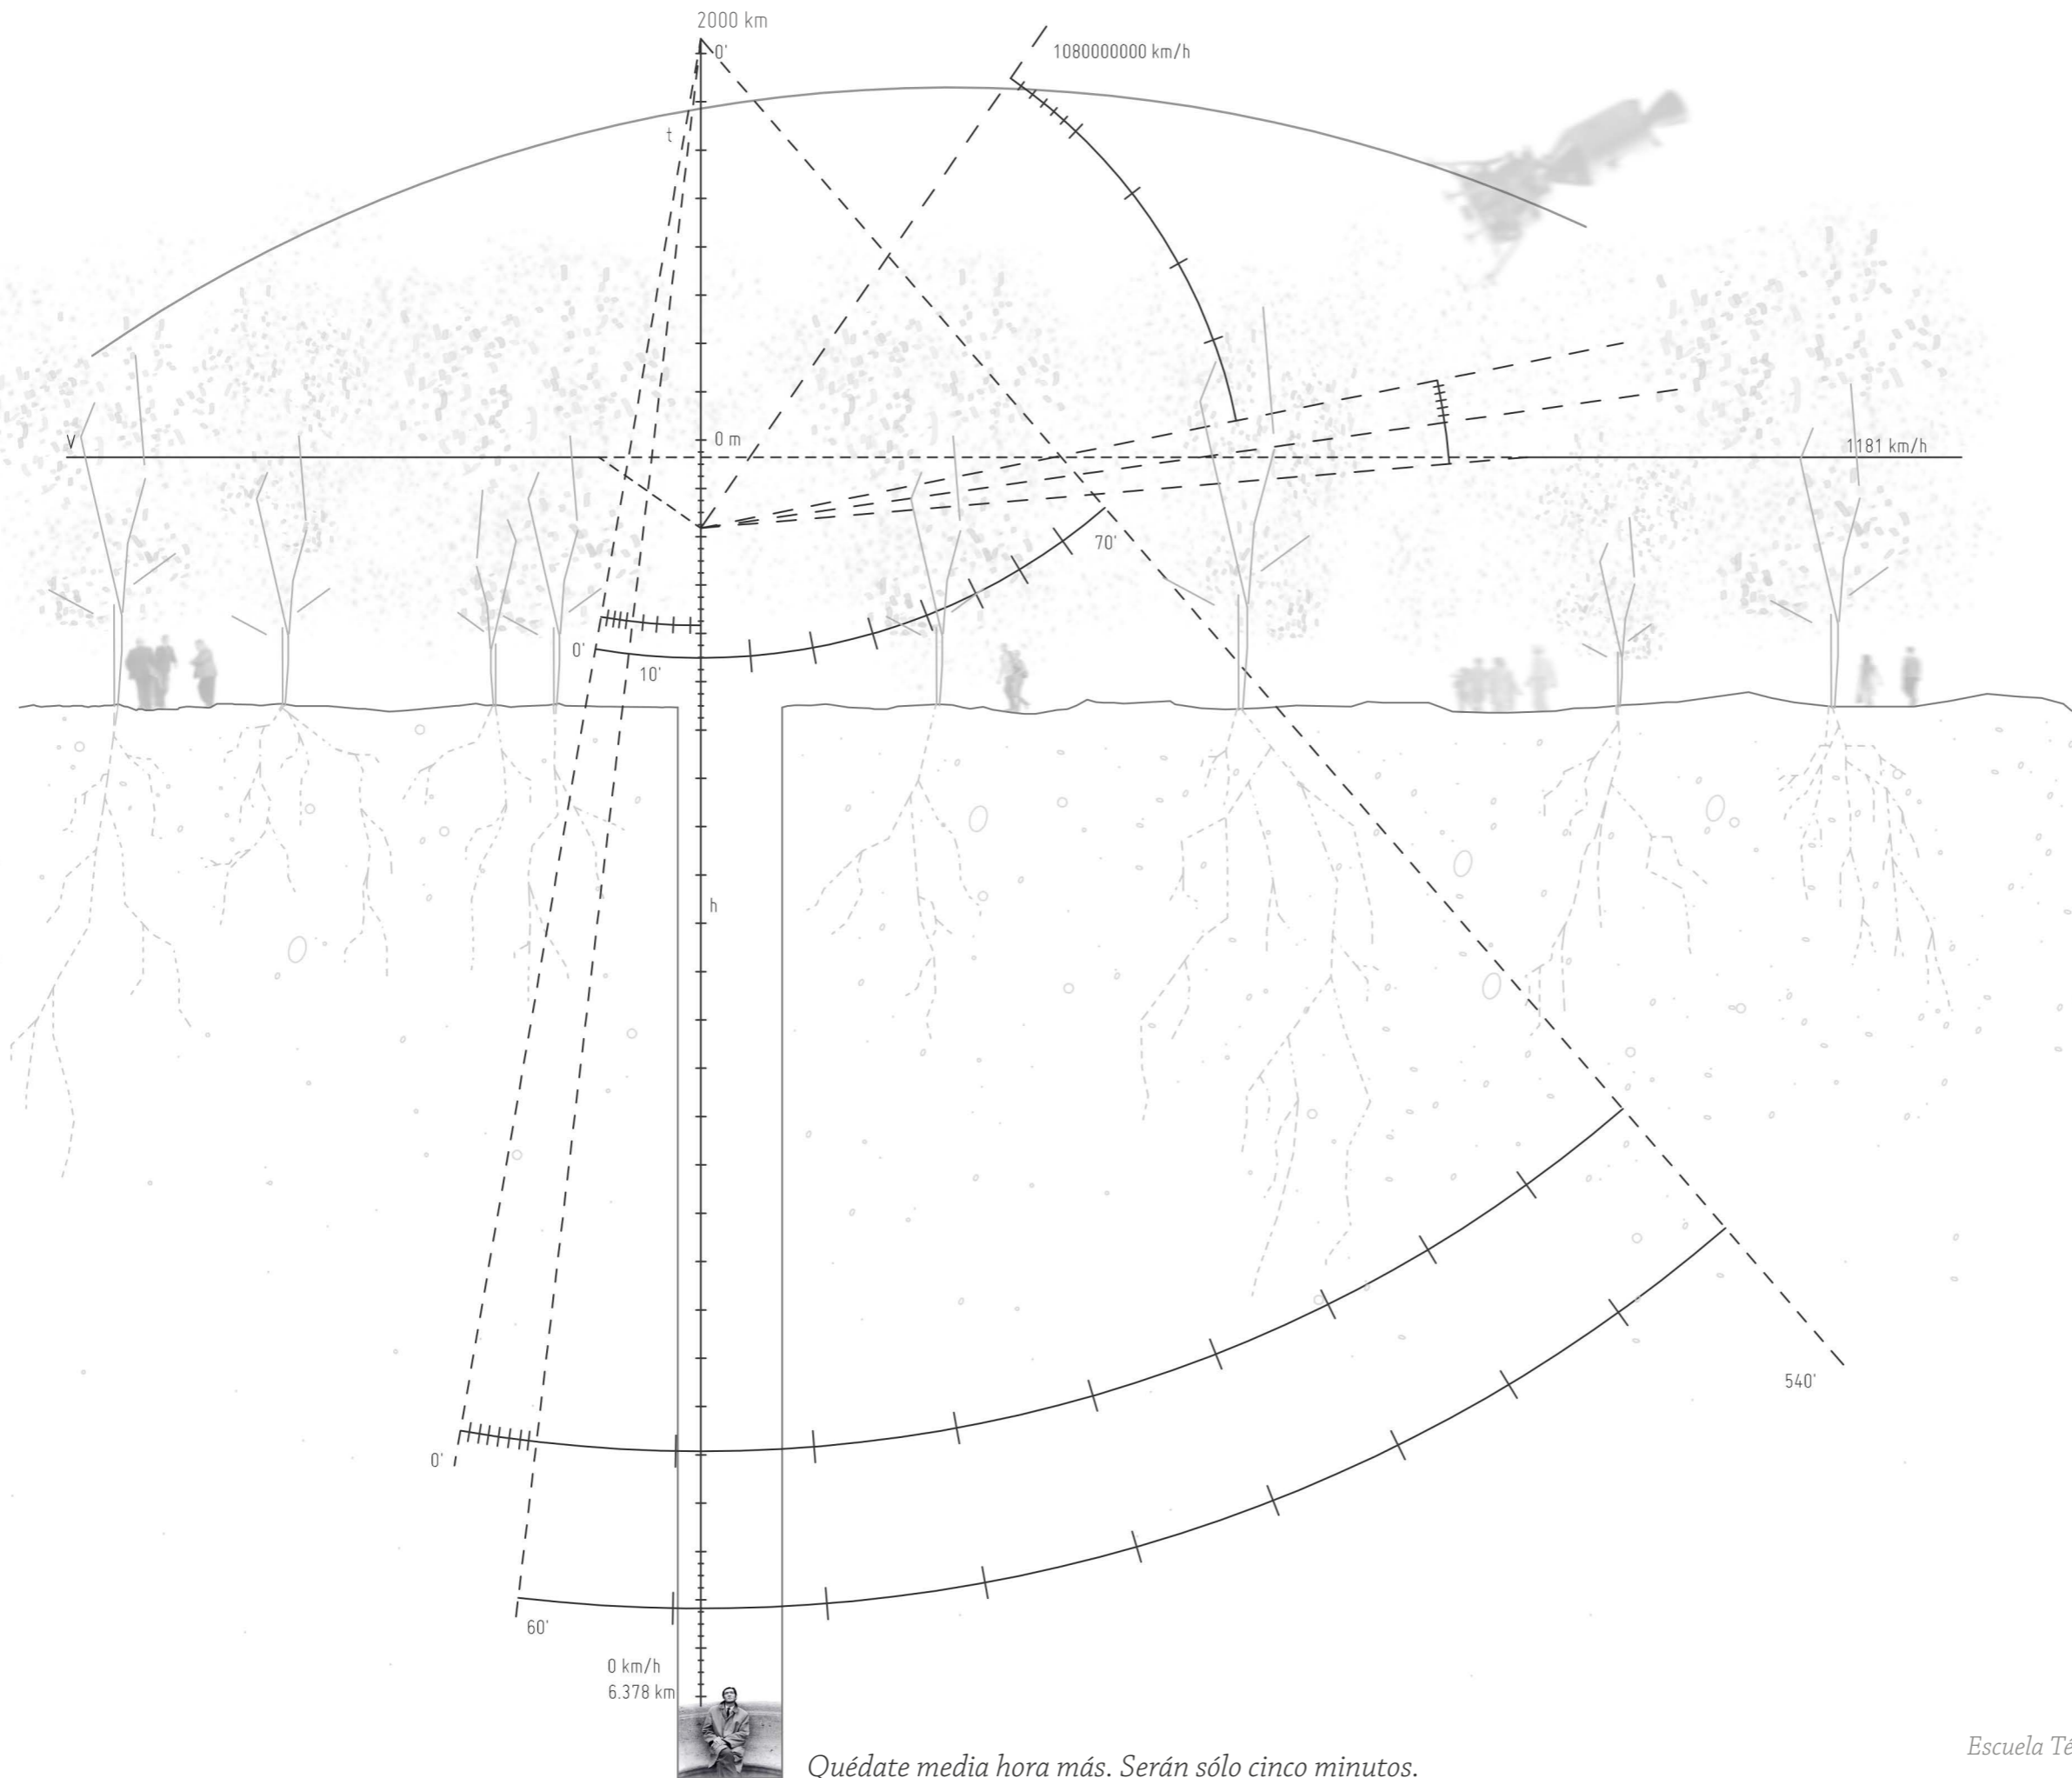 2000 km
0'
1080000000 km/h
t
0 m
V
1181 km/h
70'
0'
10'
h
540'
0'
60'
0 km/h
6.378 km
Quédate media hora más. Serán sólo cinco minutos.
Escuela Té